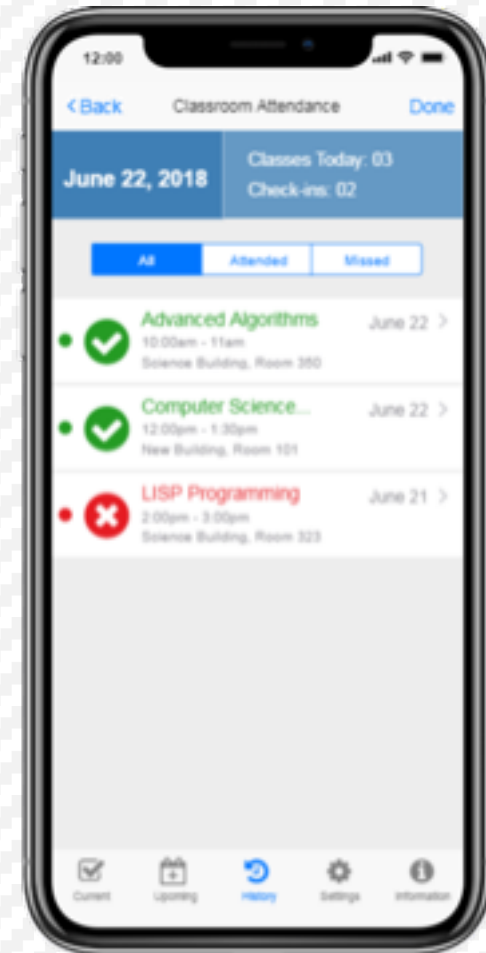 12:00
Back Classroom Attendance Done
June 22, 2018
Classes Today: 03
Check-ins: 02
All Attended Missed
Advanced Algorithms June 22
10:00am - 11am
Science Building, Room 350
Computer Science... June 22
12:00pm - 1:30pm
New Building, Room 101
LISP Programming June 21
2:00pm - 3:00pm
Science Building, Room 323
Current Upcoming History Settings Information